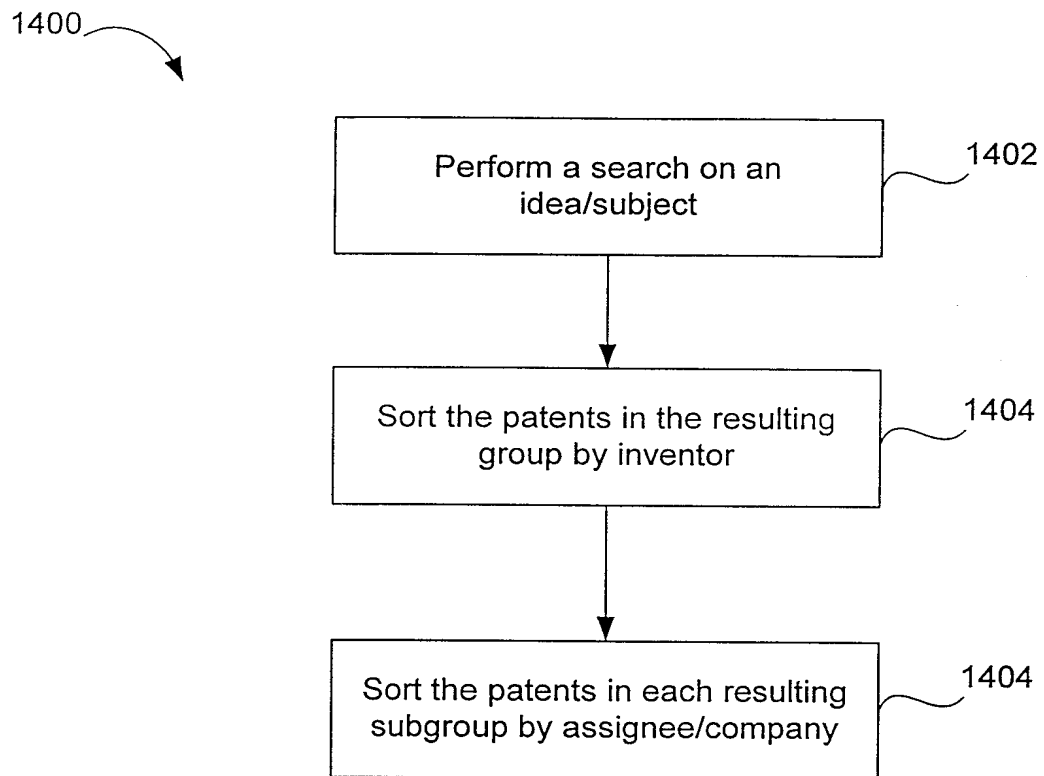 1400
Perform a search on an
idea/subject
1402
Sort the patents in the resulting
group by inventor
1404
Sort the patents in each resulting
subgroup by assignee/company
1404